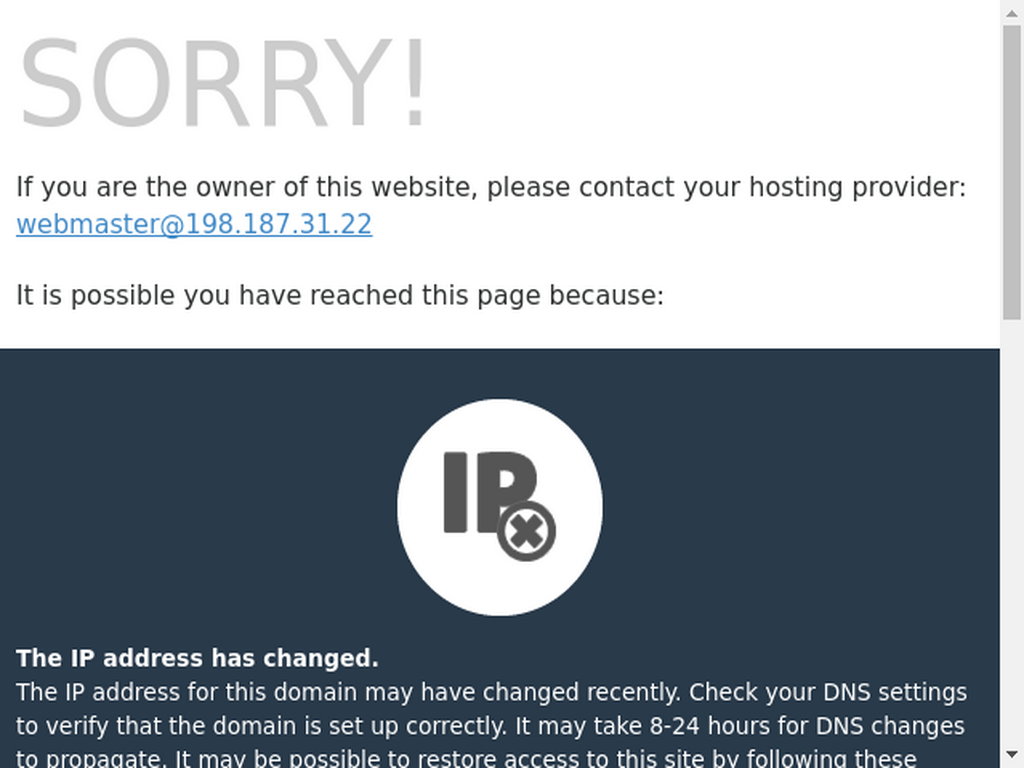 SORRY!
If you are the owner of this website, please contact your hosting provider:
webmaster@198.187.31.22
It is possible you have reached this page because:
IP
The IP address has changed.
The IP address for this domain may have changed recently. Check your DNS settings
to verify that the domain is set up correctly. It may take 8-24 hours for DNS changes
to propagate. It may be possible to restore access to this site by following these